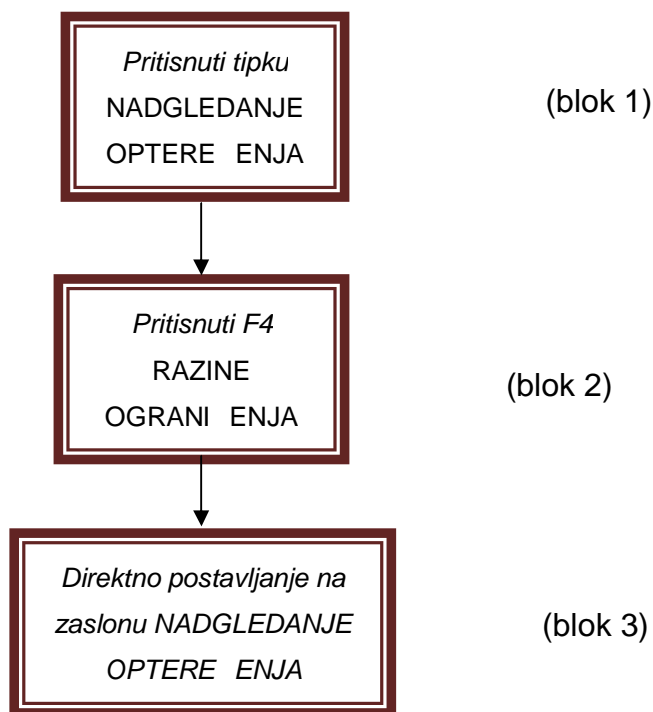 Pritisnuti tipku
NADGLEDANJE
OPTERE ENJA
(blok 1)
Pritisnuti F4
RAZINE
OGRANI ENJA
(blok 2)
Direktno postavljanje na
zaslonu NADGLEDANJE
OPTERE ENJA
(blok 3)